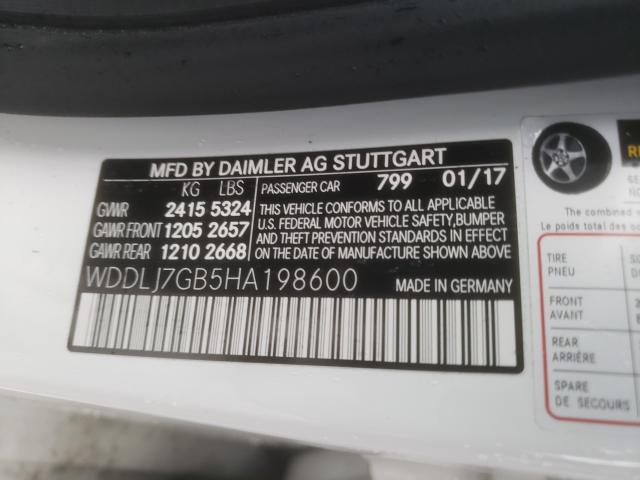 MFD BY DAIMLER AG STUTTGART
KG LBS
GVWR 2415 5324
GAWR FRONT 1205 2657
GAWR REAR 1210 2668
PASSENGER CAR 799 01/17
THIS VEHICLE CONFORMS TO ALL APPLICABLE
U.S. FEDERAL MOTOR VEHICLE SAFETY, BUMPER
AND THEFT PREVENTION STANDARDS IN EFFECT
ON THE DATE OF MANUFACTURE SHOWN ABOVE.
WDDLJ7GB5HA198600 MADE IN GERMANY
The combined
Le poids total des
TIRE
PNEU
FRONT
AVANT
REAR
ARRIÈRE
SPARE
DE SECOURS